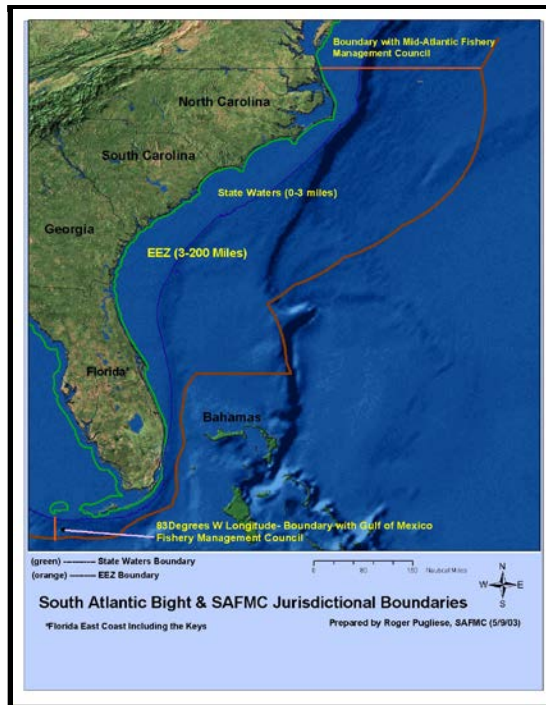 Boundary with Mid-Atlantic Fishery
Management Council
North Carolina
South Carolina
State Waters (0-3 miles)
Georgia
EEZ (3-200 Miles)
Florida*
Bahamas
83Degrees W Longitude- Boundary with Gulf of Mexico
Fishery Management Council
(green) ---------- State Waters Boundary
(orange) ---------- EEZ Boundary
Nautical Miles
N
W E
S
South Atlantic Bight & SAFMC Jurisdictional Boundaries
*Florida East Coast Including the Keys
Prepared by Roger Pugliese, SAFMC (5/9/03)